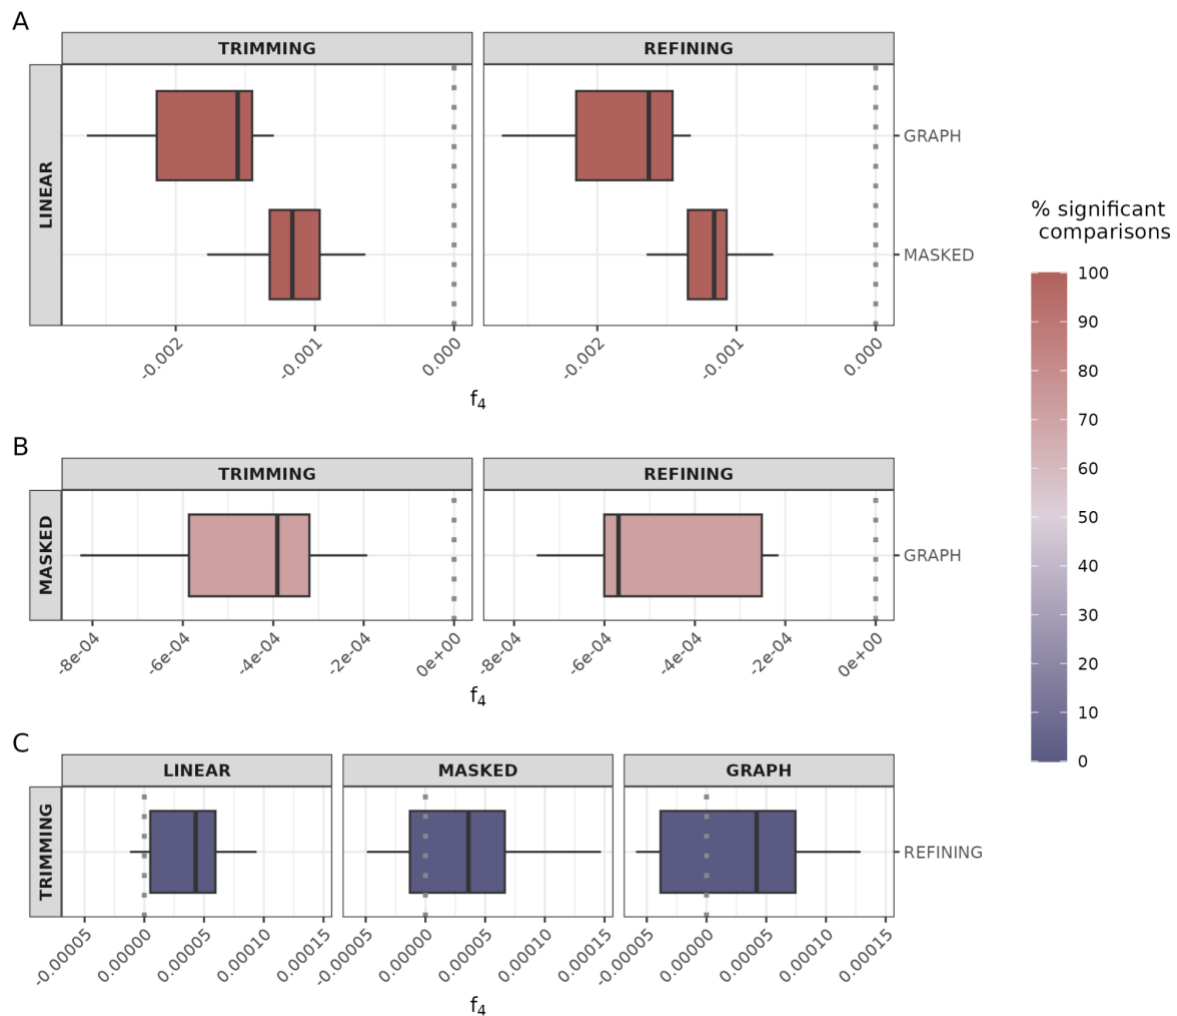 A
TRIMMING
REFINING
LINEAR
GRAPH
MASKED
-0.002
-0.001
0.000
-0.002
-0.001
0.000
f4
B
TRIMMING
REFINING
MASKED
GRAPH
-8e-04
-6e-04
-4e-04
-2e-04
0e+00
-8e-04
-6e-04
-4e-04
-2e-04
0e+00
f4
C
LINEAR
MASKED
GRAPH
TRIMMING
REFINING
-0.00005
0.00000
0.00005
0.00010
0.00015
-0.00005
0.00000
0.00005
0.00010
0.00015
-0.00005
0.00000
0.00005
0.00010
0.00015
f4
% significant
comparisons
100
90
80
70
60
50
40
30
20
10
0